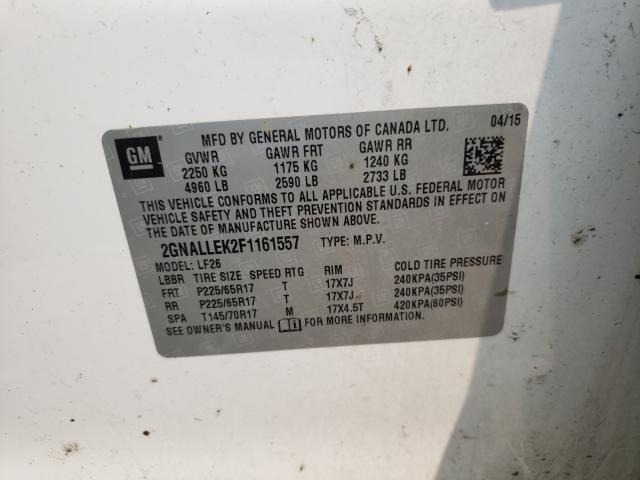 GM
MFD BY GENERAL MOTORS OF CANADA LTD. 04/15
GVWR GAWR FRT GAWR RR
2250 KG 1175 KG 1240 KG
4960 LB 2590 LB 2733 LB
THIS VEHICLE CONFORMS TO ALL APPLICABLE U.S. FEDERAL MOTOR
VEHICLE SAFETY AND THEFT PREVENTION STANDARDS IN EFFECT ON
THE DATE OF MANUFACTURE SHOWN ABOVE.
2GNALLEK2F1161557 TYPE: M.P.V.
MODEL: LF26
LBBR TIRE SIZE SPEED RTG RIM COLD TIRE PRESSURE
FRT P225/65R17 T 17X7J 240KPA(35PSI)
RR P225/65R17 T 17X7J 240KPA(35PSI)
SPA T145/70R17 M 17X4.5T 420KPA(60PSI)
SEE OWNER'S MANUAL FOR MORE INFORMATION.